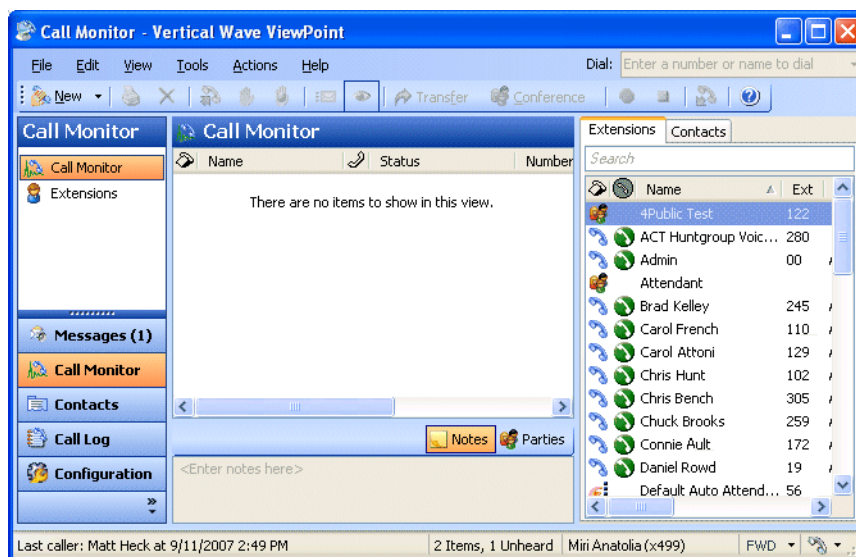 Call Monitor - Vertical Wave ViewPoint
File Edit View Tools Actions Help Dial: Enter a number or name to dial
New Transfer Conference
Call Monitor
Call Monitor
Extensions
Messages (1)
Call Monitor
Contacts
Call Log
Configuration
Call Monitor
Name Status Number
There are no items to show in this view.
Notes Parties
<Enter notes here>
Extensions Contacts
Search
Name Ext
4Public Test 122
ACT Huntgroup Voic... 280
Admin 00
Attendant
Brad Kelley 245
Carol French 110
Carol Attoni 129
Chris Hunt 102
Chris Bench 305
Chuck Brooks 259
Connie Ault 172
Daniel Rowd 19
Default Auto Attend... 56
Last caller: Matt Heck at 9/11/2007 2:49 PM 2 Items, 1 Unheard Miri Anatolia (x499) FWD